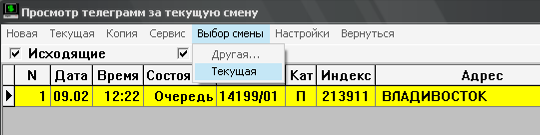 Просмотр телеграмм за текущую смену
Новая Текущая Копия Сервис Выбор смены Настройки Вернуться
Исходящие
Другая...
Текущая
N Дата Время Состоя Кат Индекс Адрес
1 09.02 12:22 Очередь 14199/01 П 213911 ВЛАДИВОСТОК